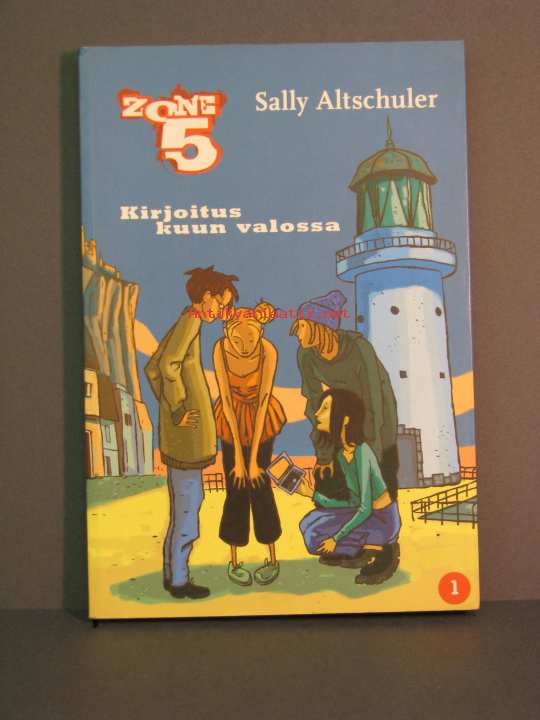 ZONE
5
Sally Altschuler
Kirjoitus
kuun valossa
1